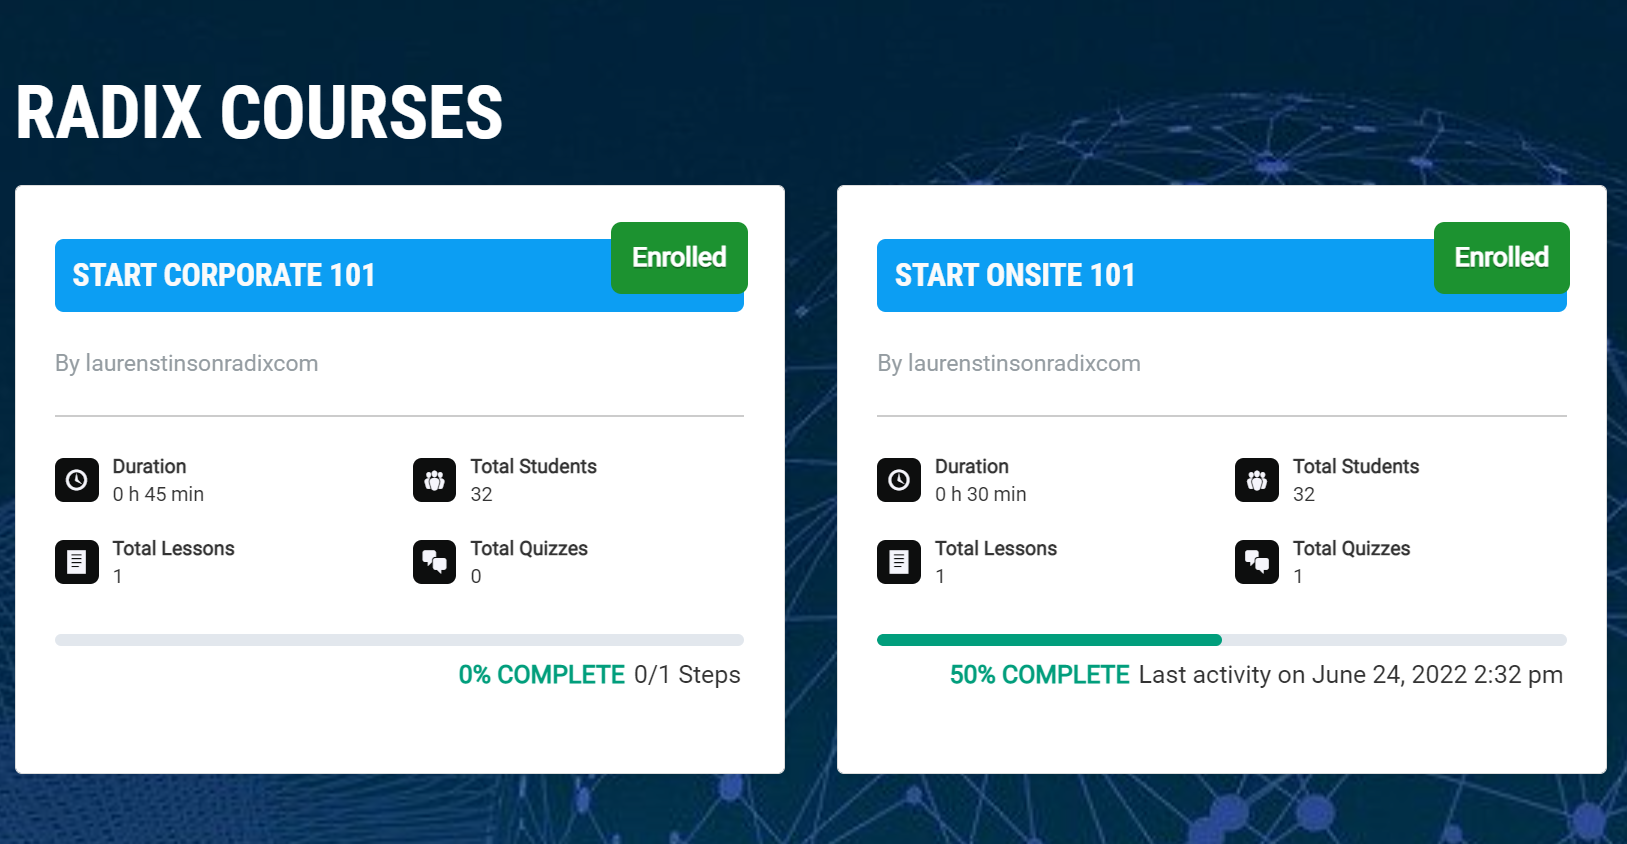 RADIX COURSES
START CORPORATE 101
Enrolled
By laurenstinsonradixcom
Duration
0 h 45 min
Total Students
32
Total Lessons
1
Total Quizzes
0
0% COMPLETE 0/1 Steps
START ONSITE 101
Enrolled
By laurenstinsonradixcom
Duration
0 h 30 min
Total Students
32
Total Lessons
1
Total Quizzes
1
50% COMPLETE Last activity on June 24, 2022 2:32 pm